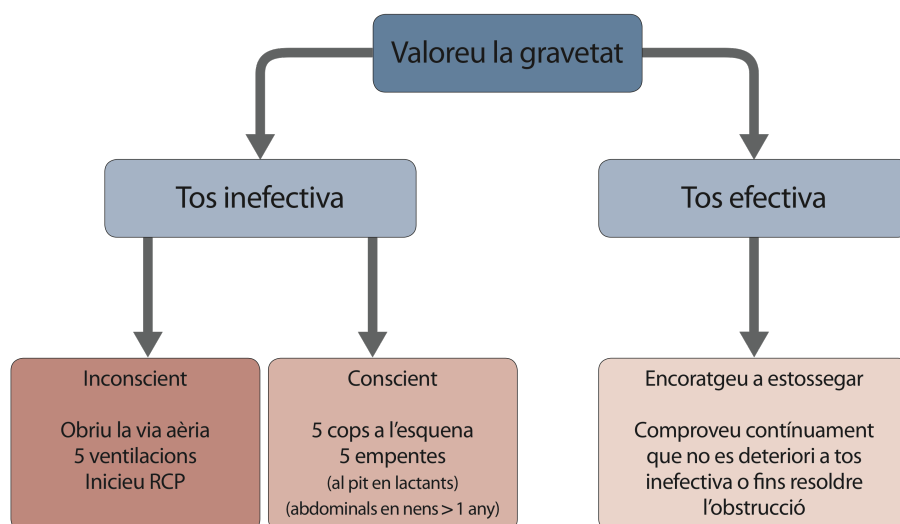 Valoreu la gravetat
Tos inefectiva
Tos efectiva
Inconscient
Obriu la via aèria
5 ventilacions
Inicieu RCP
Conscient
5 cops a l'esquena
5 empentes
(al pit en lactants)
(abdominals en nens > 1 any)
Encoratgeu a estossegar
Comproveu contínuament
que no es deteriori a tos
inefectiva o fins resoldre
l'obstrucció